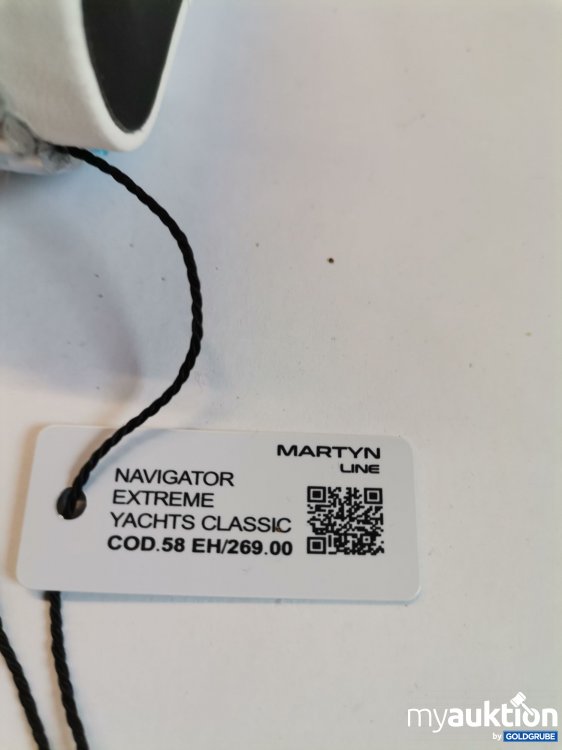 MARTYN
LINE
NAVIGATOR
EXTREME
YACHTS CLASSIC
COD.58 EH/269.00
myauktion
by GOLDGRUBE